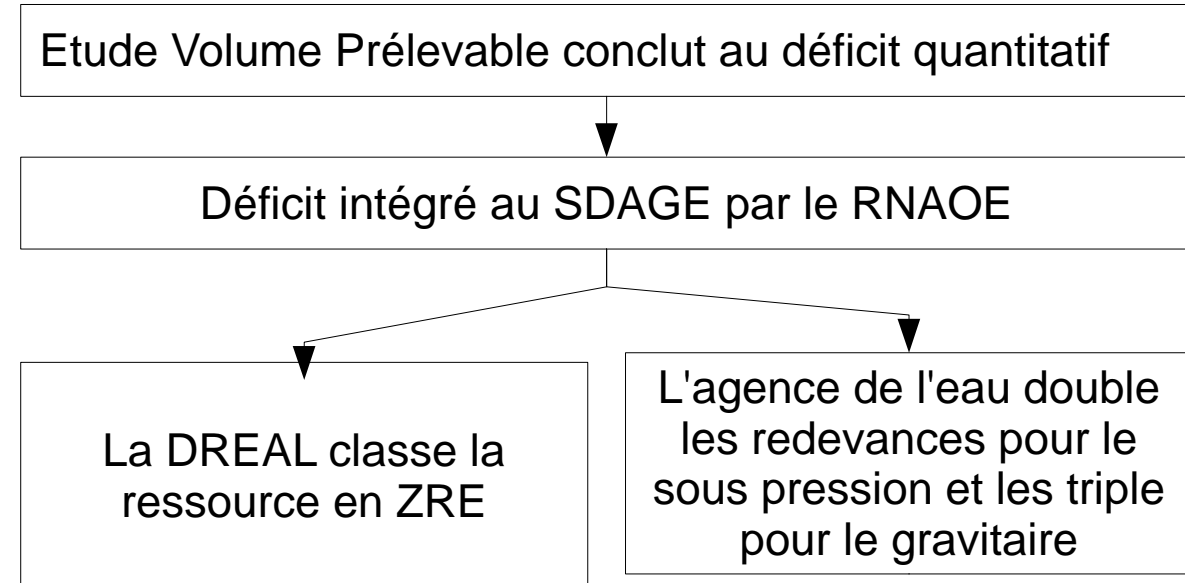 Etude Volume Prélevable conclut au déficit quantitatif
Déficit intégré au SDAGE par le RNAOE
La DREAL classe la
ressource en ZRE
L'agence de l'eau double
les redevances pour le
sous pression et les triple
pour le gravitaire